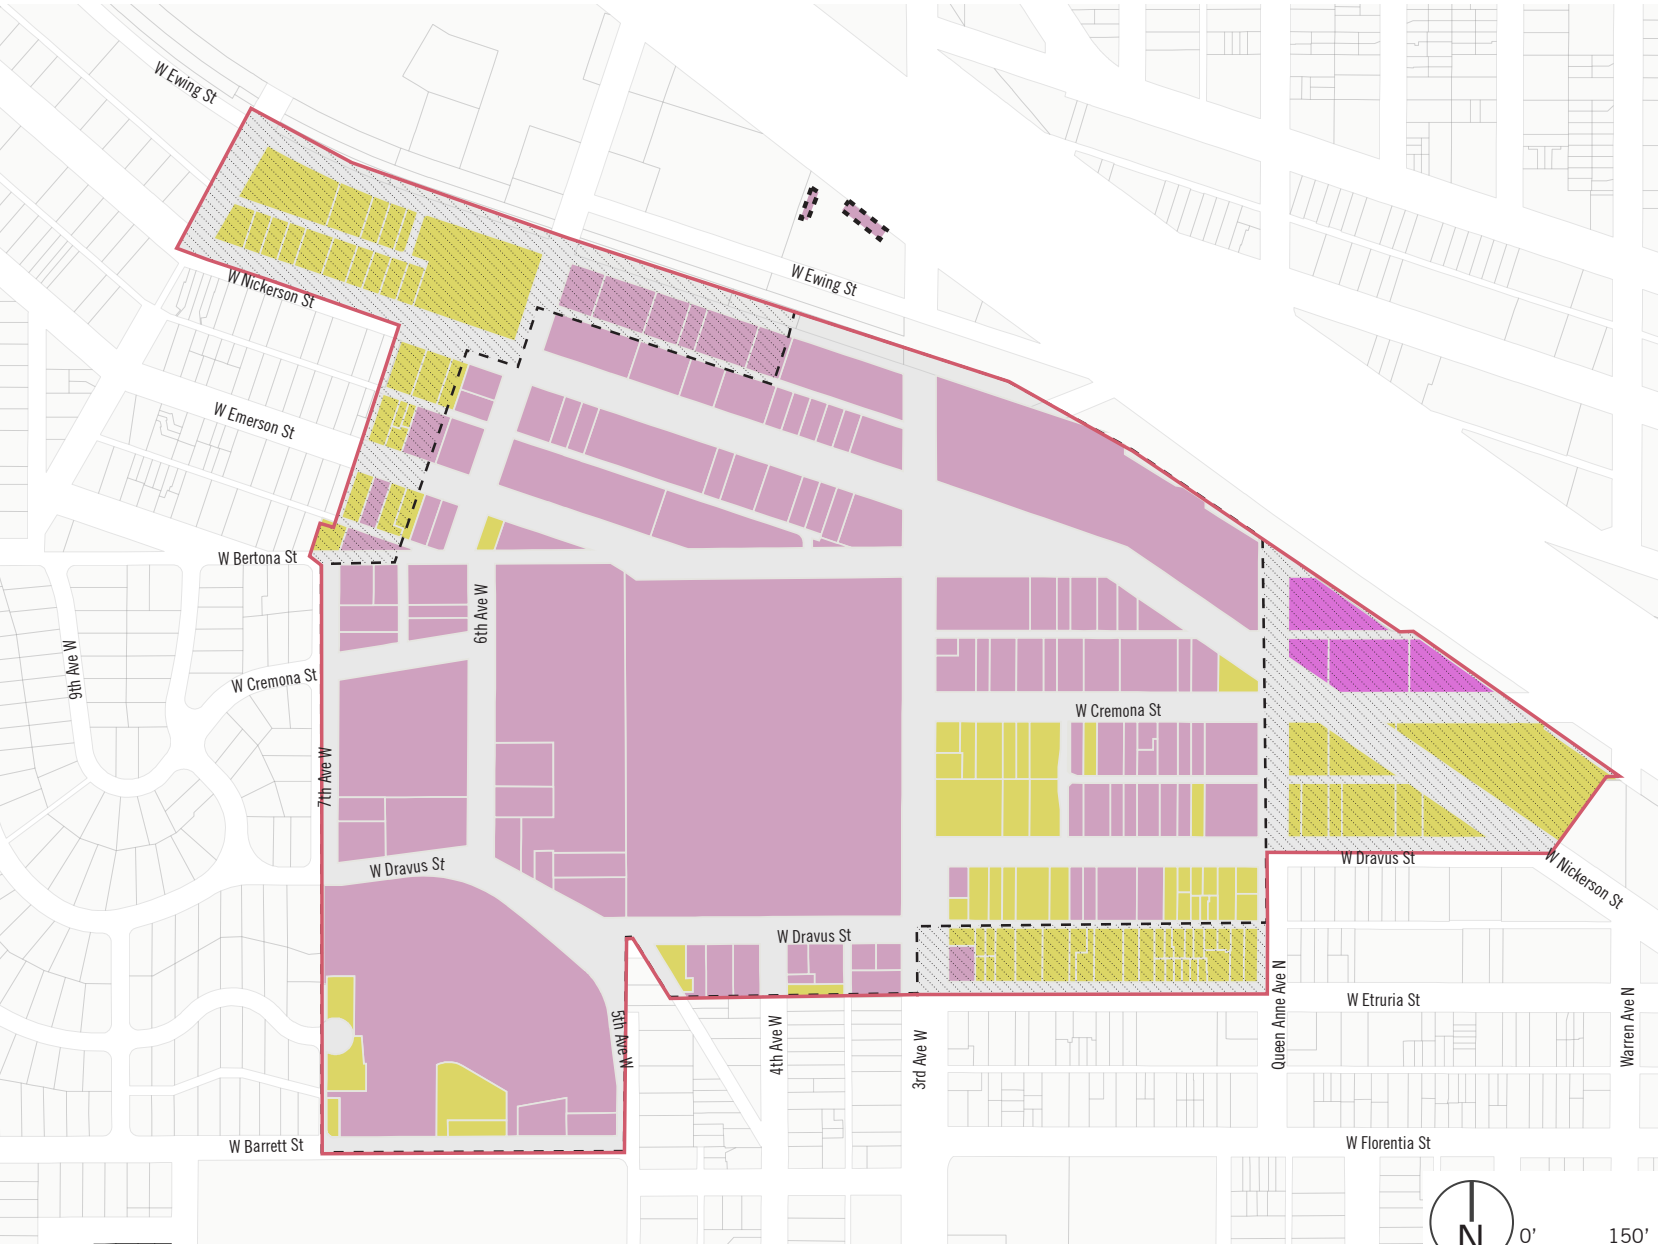 W Ewing St
W Ewing St
W Nickerson St
W Emerson St
W Bertona St
6th Ave W
9th Ave W
W Cremona St
W Cremona St
7th Ave W
W Dravus St
W Dravus St
W Nickerson St
W Dravus St
Queen Anne Ave N
W Etruria St
Warren Ave N
5th Ave W
4th Ave W
3rd Ave W
W Barrett St
W Florentia St
N
0'
150'